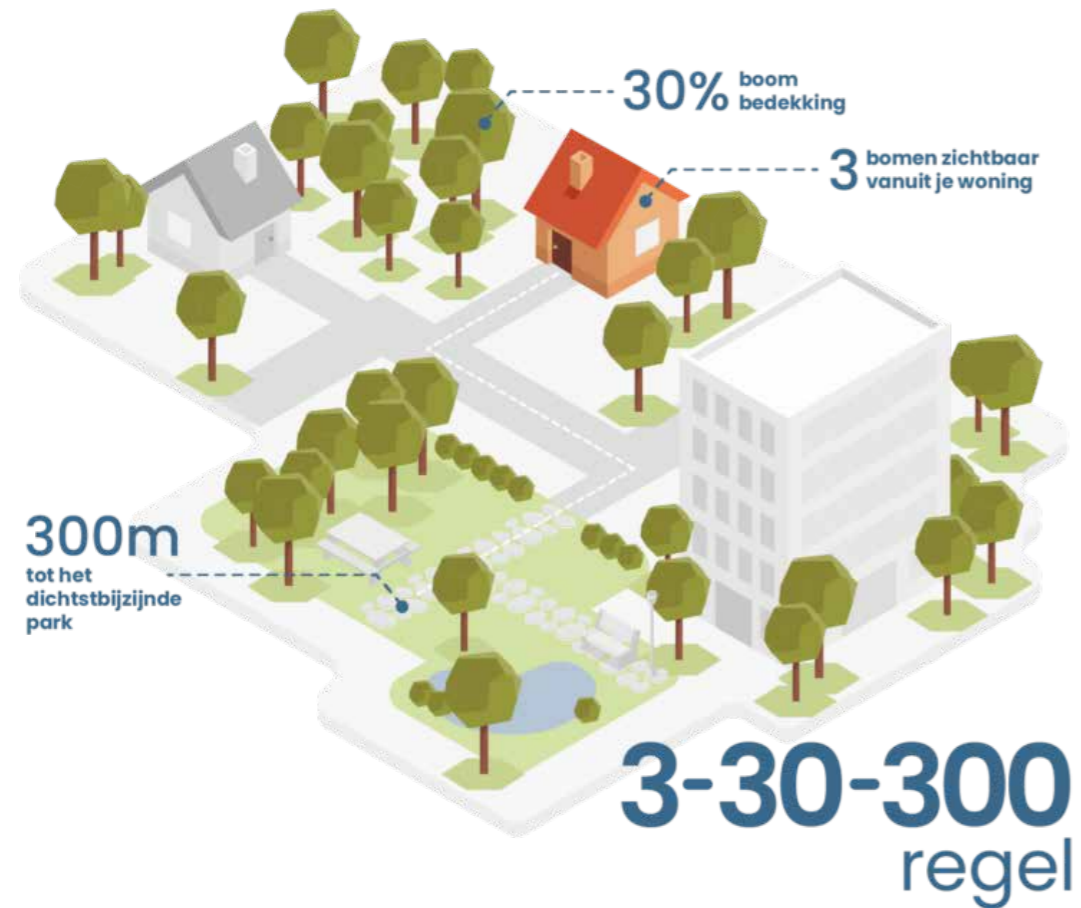 30% boom
bedekking
3 bomen zichtbaar
vanuit je woning
300m
tot het
dichtstbijzijnde
park
3-30-300
regel